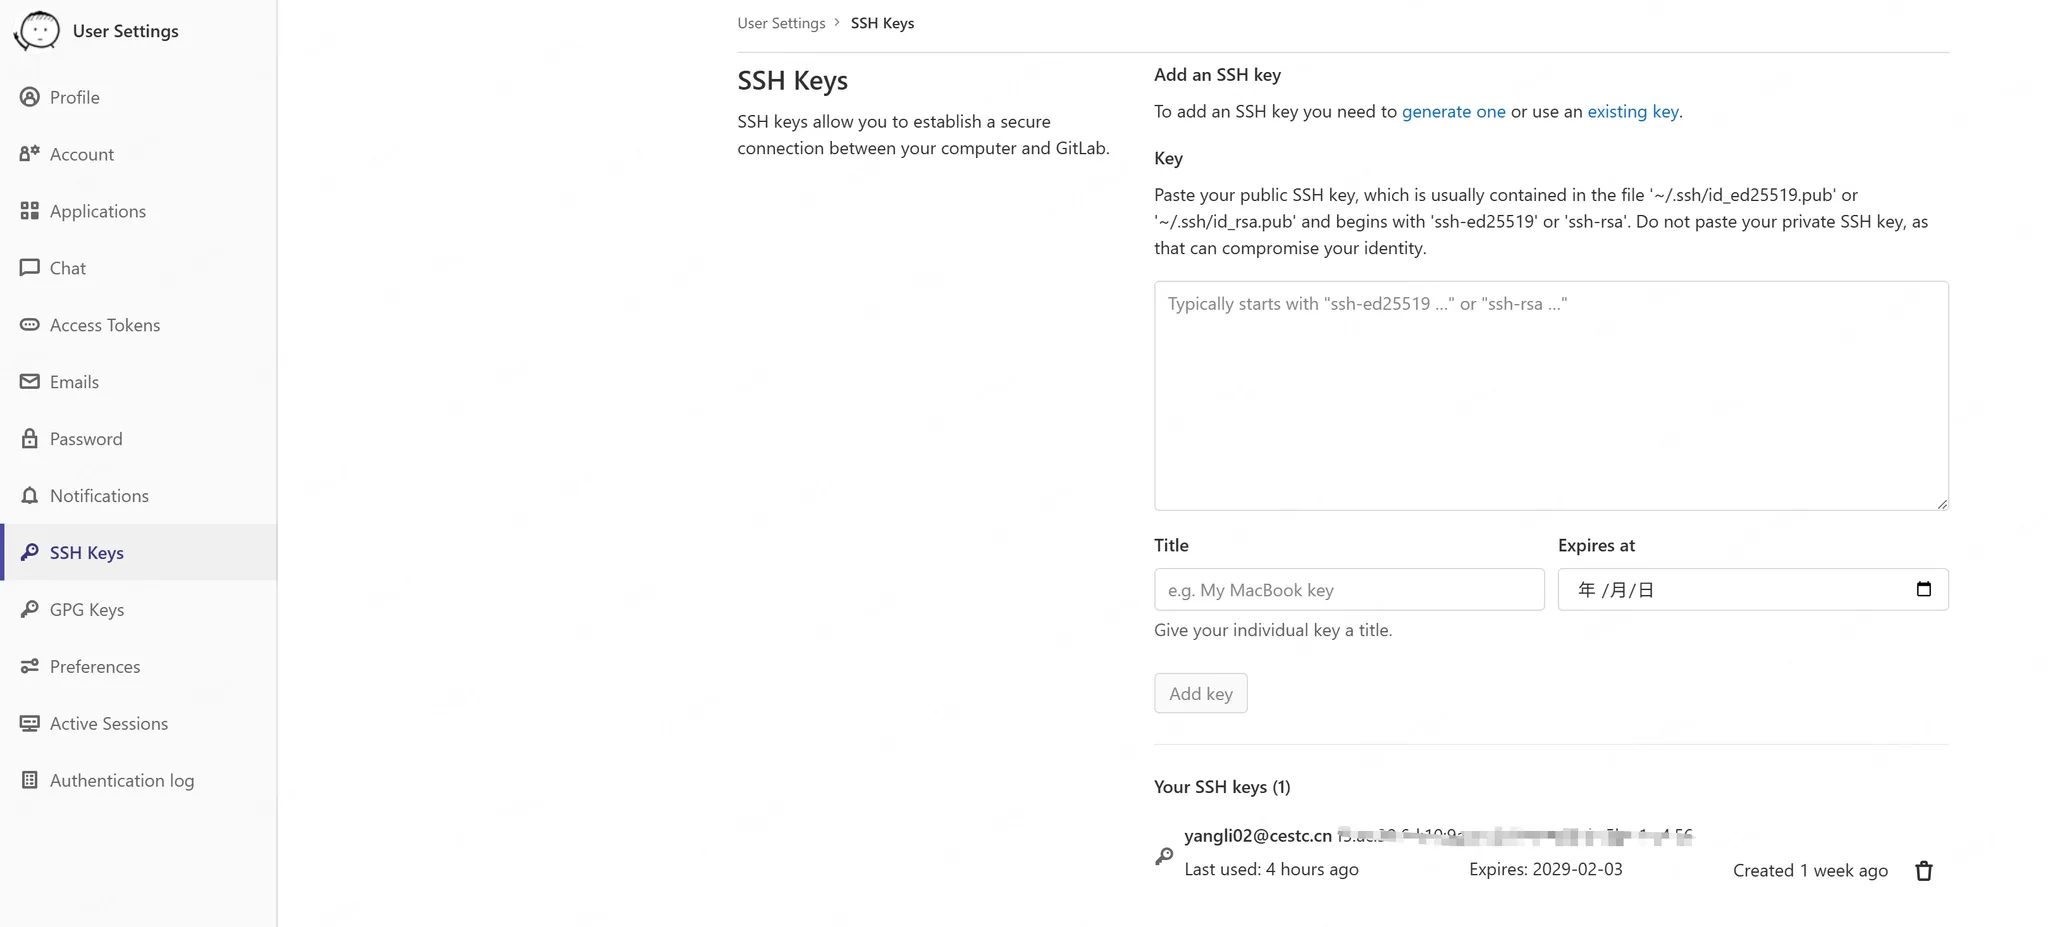 User Settings
Profile
Account
Applications
Chat
Access Tokens
Emails
Password
Notifications
SSH Keys
GPG Keys
Preferences
Active Sessions
Authentication log
User Settings › SSH Keys
SSH Keys
SSH keys allow you to establish a secure
connection between your computer and GitLab.
Add an SSH key
To add an SSH key you need to generate one or use an existing key.
Key
Paste your public SSH key, which is usually contained in the file '~/.ssh/id_ed25519.pub' or
'~/.ssh/id_rsa.pub' and begins with 'ssh-ed25519' or 'ssh-rsa'. Do not paste your private SSH key, as
that can compromise your identity.
Typically starts with "ssh-ed25519 ..." or "ssh-rsa ..."
Title
Expires at
e.g. My MacBook key
年 /月/日
Give your individual key a title.
Add key
Your SSH keys (1)
yangli02@cestc.cn
Last used: 4 hours ago
Expires: 2029-02-03
Created 1 week ago